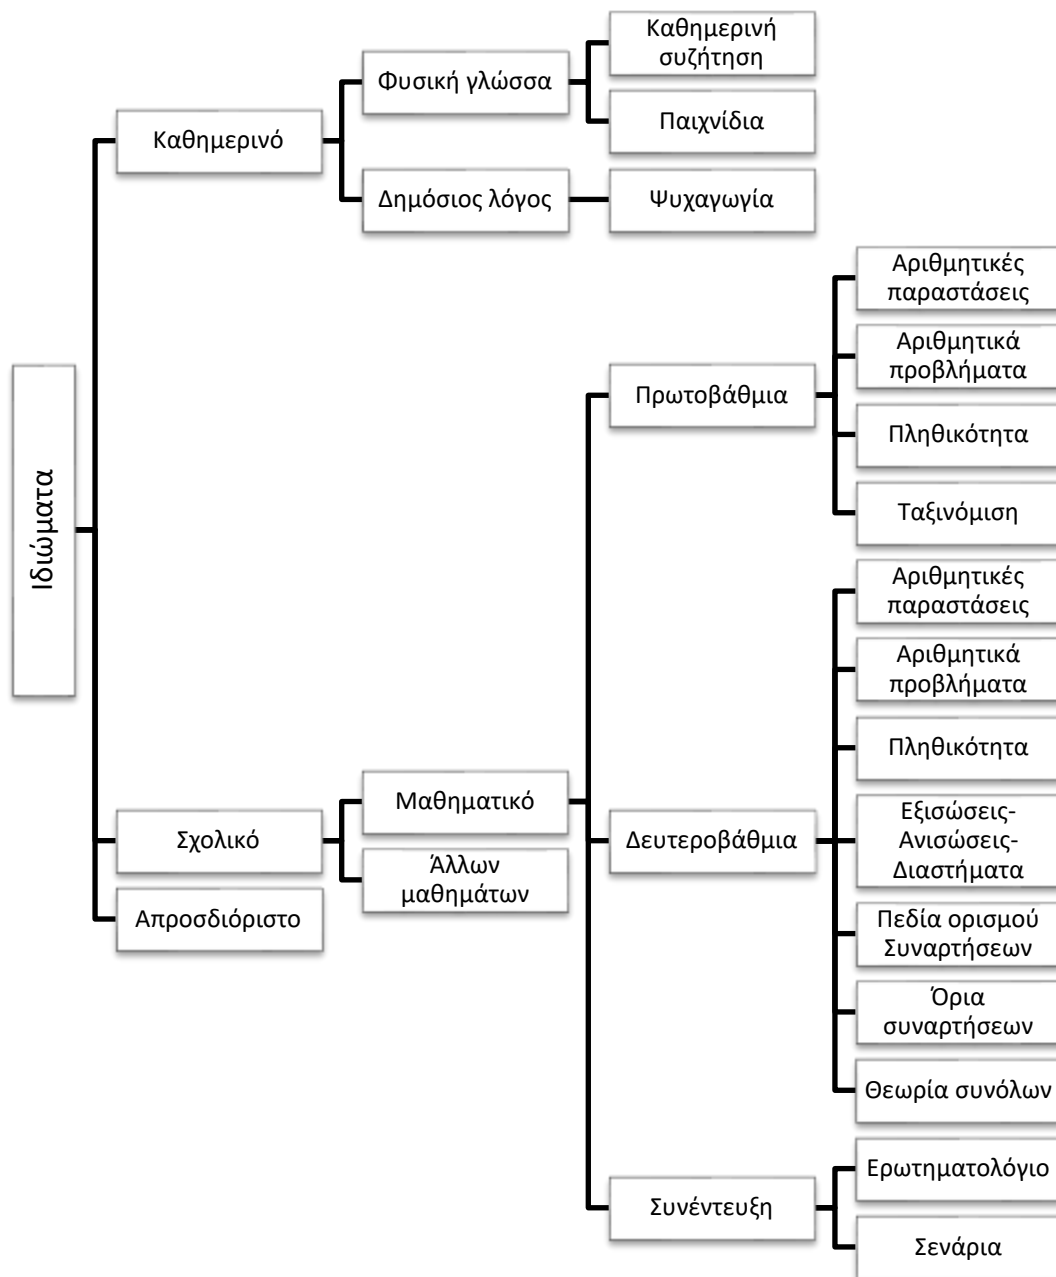 Καθημερινή
συζήτηση
Φυσική γλώσσα
Παιχνίδια
Καθημερινό
Δημόσιος λόγος
Ψυχαγωγία
Αριθμητικές
παραστάσεις
Αριθμητικά
προβλήματα
Πρωτοβάθμια
Πληθικότητα
Ταξινόμιση
Ιδιώματα
Αριθμητικές
παραστάσεις
Αριθμητικά
προβλήματα
Πληθικότητα
Μαθηματικό
Σχολικό
Δευτεροβάθμια
Εξισώσεις-
Ανισώσεις-
Διαστήματα
Άλλων
μαθημάτων
Απροσδιόριστο
Πεδία ορισμού
Συναρτήσεων
Όρια
συναρτήσεων
Θεωρία συνόλων
Ερωτηματολόγιο
Συνέντευξη
Σενάρια